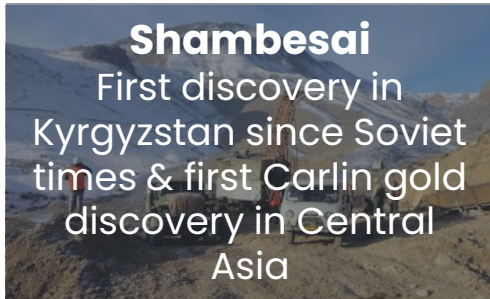 Shambesai
First discovery in
Kyrgyzstan since Soviet
times & first Carlin gold
discovery in Central
Asia